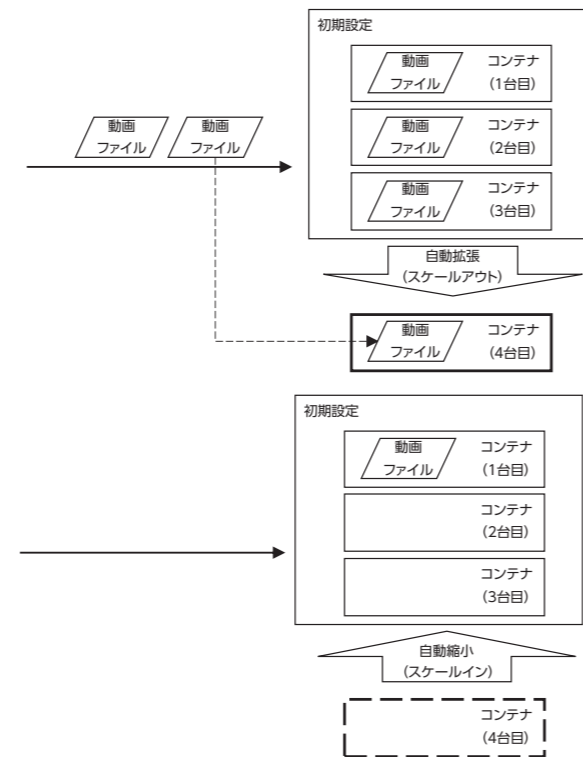 初期設定
動画
ファイル
コンテナ
(1台目)
動画
ファイル
動画
ファイル
動画
ファイル
コンテナ
(2台目)
動画
ファイル
コンテナ
(3台目)
自動拡張
(スケールアウト)
動画
ファイル
コンテナ
(4台目)
初期設定
動画
ファイル
コンテナ
(1台目)
コンテナ
(2台目)
コンテナ
(3台目)
自動縮小
(スケールイン)
コンテナ
(4台目)